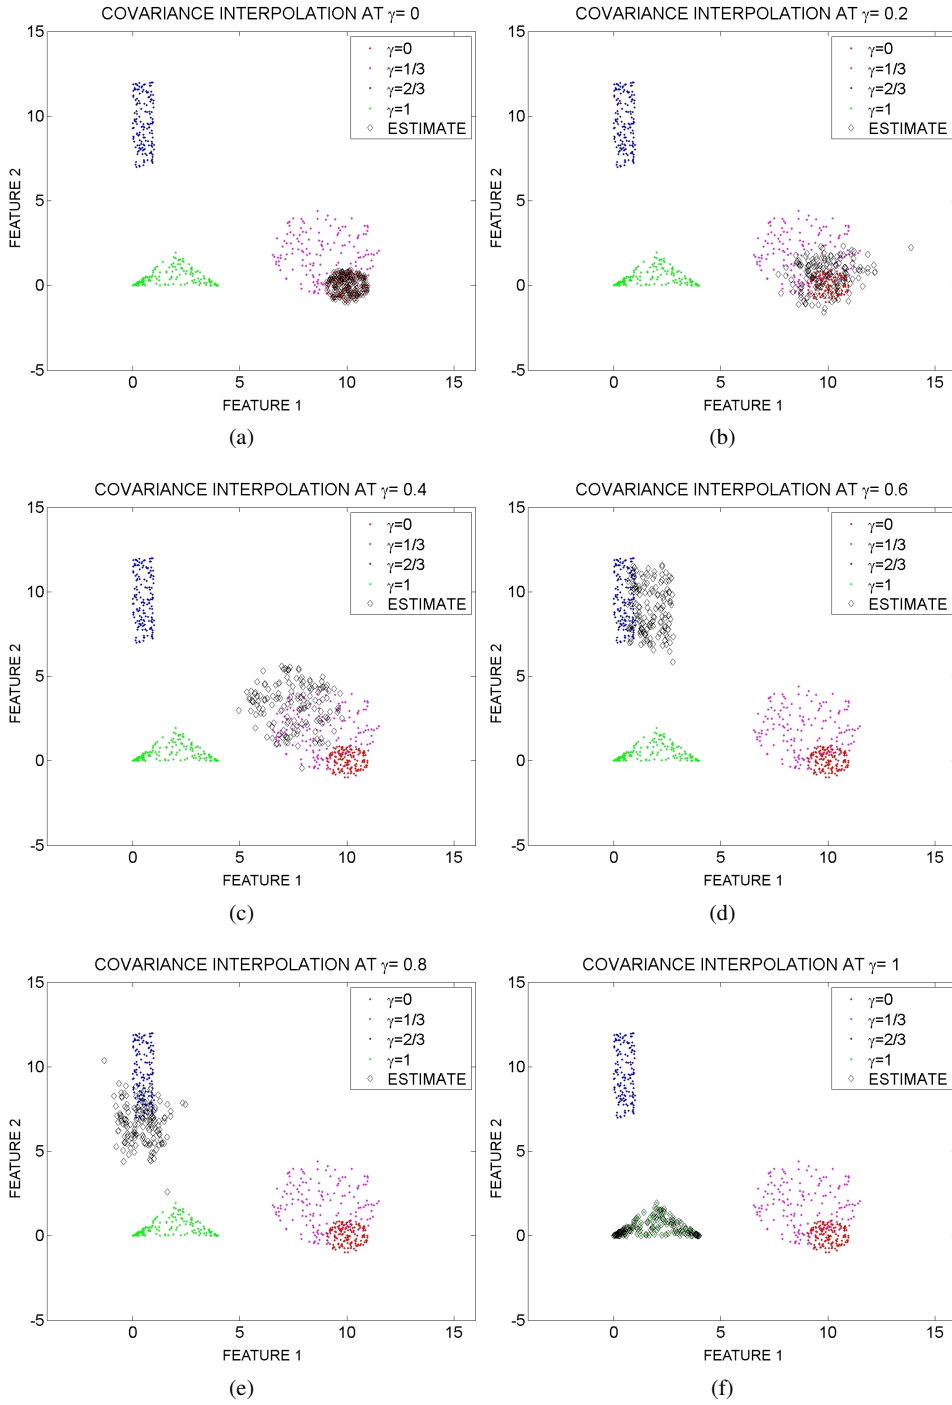 COVARIANCE INTERPOLATION AT γ= 0
15
10
5
0
-5
0 5 10 15
FEATURE 2
FEATURE 1
γ=0
γ=1/3
γ=2/3
γ=1
ESTIMATE
(a)
COVARIANCE INTERPOLATION AT γ= 0.2
15
10
5
0
-5
0 5 10 15
FEATURE 2
FEATURE 1
γ=0
γ=1/3
γ=2/3
γ=1
ESTIMATE
(b)
COVARIANCE INTERPOLATION AT γ= 0.4
15
10
5
0
-5
0 5 10 15
FEATURE 2
FEATURE 1
γ=0
γ=1/3
γ=2/3
γ=1
ESTIMATE
(c)
COVARIANCE INTERPOLATION AT γ= 0.6
15
10
5
0
-5
0 5 10 15
FEATURE 2
FEATURE 1
γ=0
γ=1/3
γ=2/3
γ=1
ESTIMATE
(d)
COVARIANCE INTERPOLATION AT γ= 0.8
15
10
5
0
-5
0 5 10 15
FEATURE 2
FEATURE 1
γ=0
γ=1/3
γ=2/3
γ=1
ESTIMATE
(e)
COVARIANCE INTERPOLATION AT γ= 1
15
10
5
0
-5
0 5 10 15
FEATURE 2
FEATURE 1
γ=0
γ=1/3
γ=2/3
γ=1
ESTIMATE
(f)